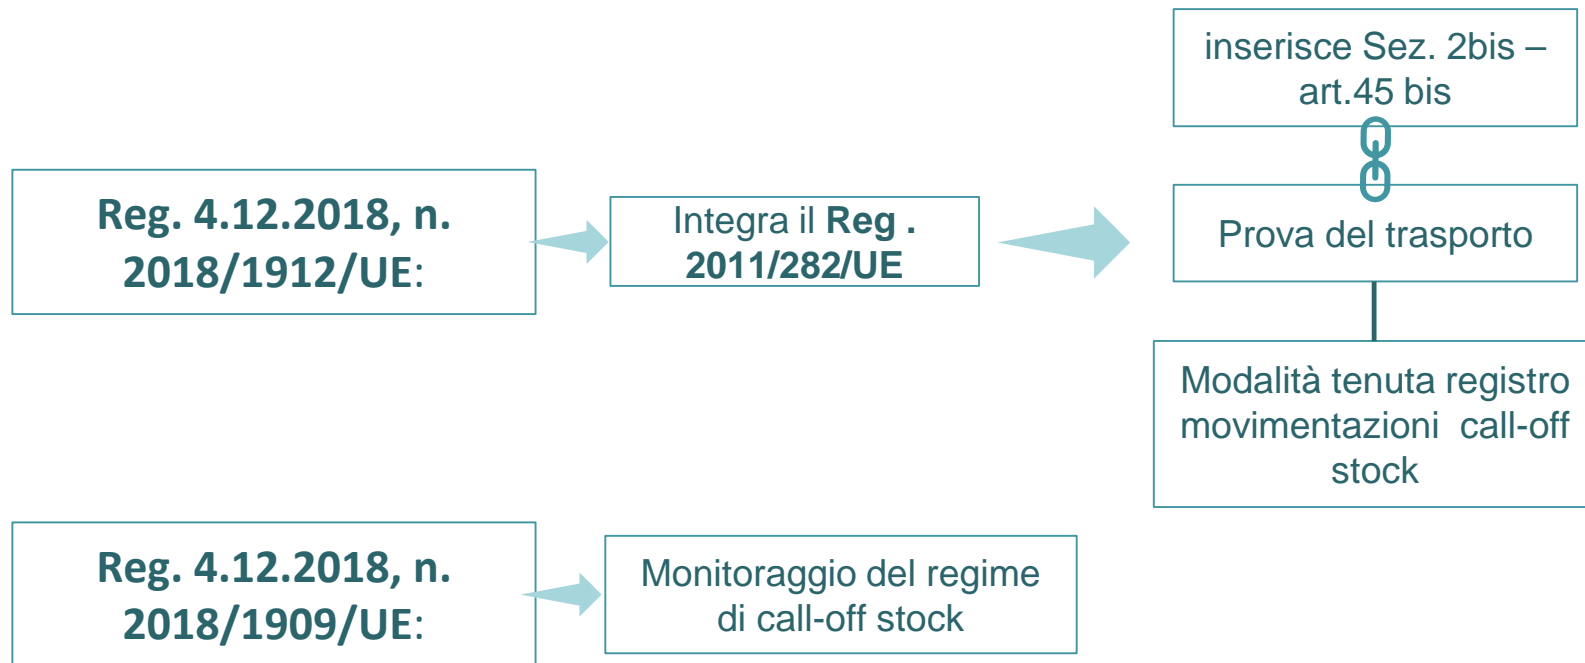 inserisce Sez. 2bis –
art.45 bis
Reg. 4.12.2018, n.
2018/1912/UE:
Integra il Reg .
2011/282/UE
Prova del trasporto
Modalità tenuta registro
movimentazioni call-off
stock
Reg. 4.12.2018, n.
2018/1909/UE:
Monitoraggio del regime
di call-off stock